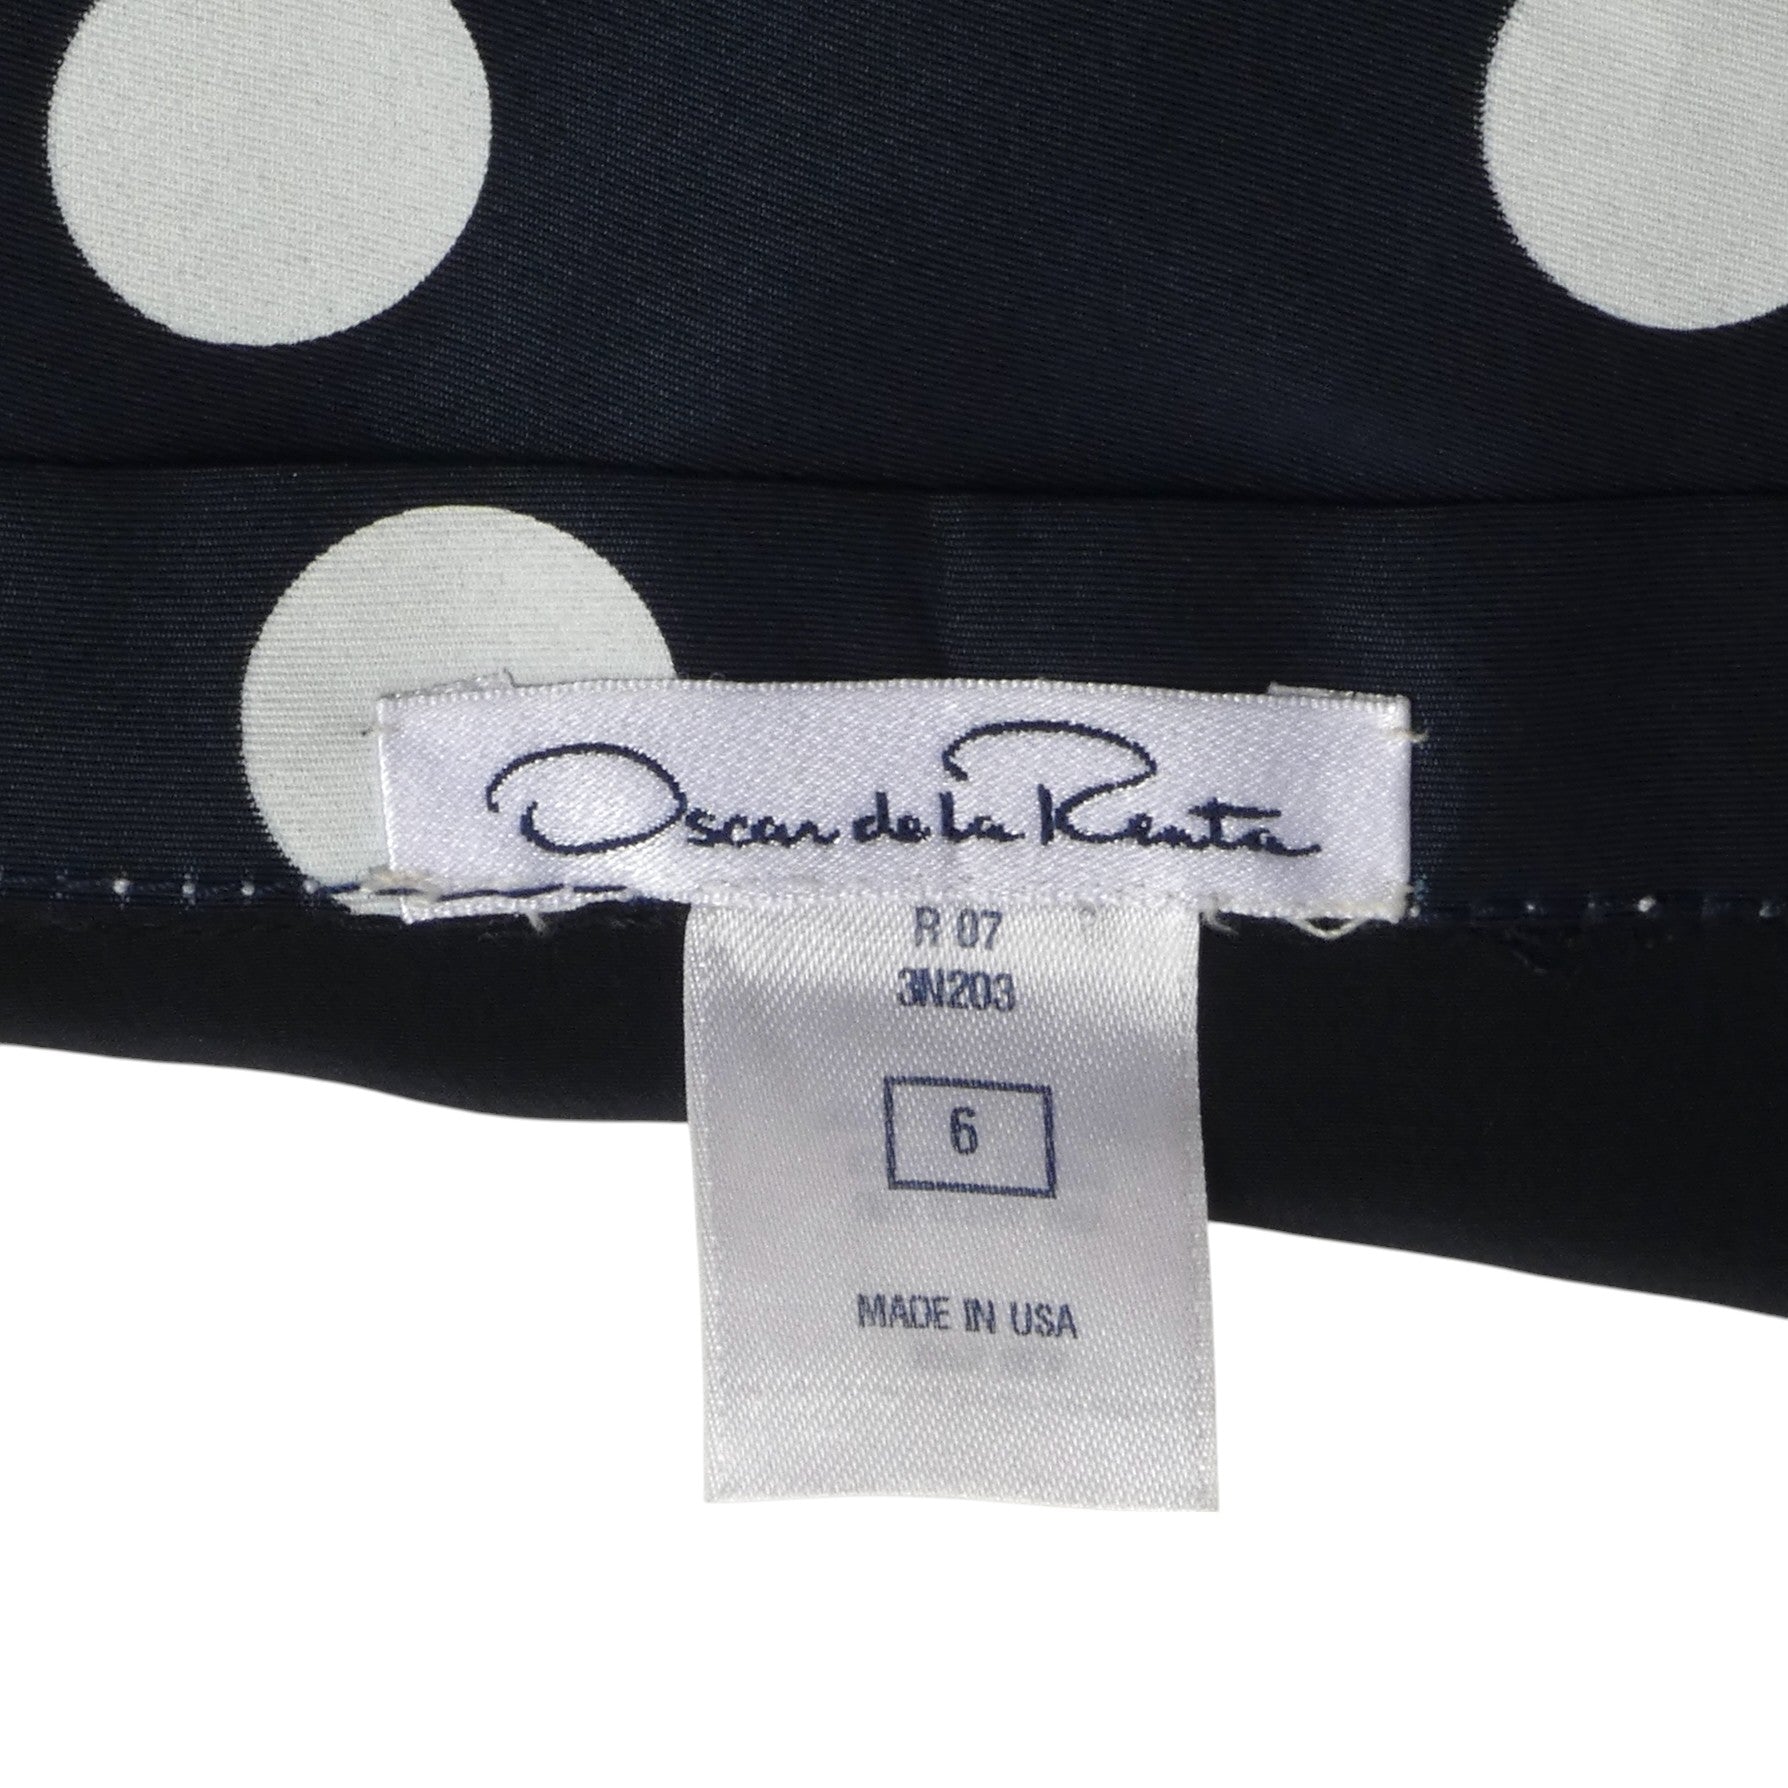 Oscar de la Renta
R 07
3N203
6
MADE IN USA